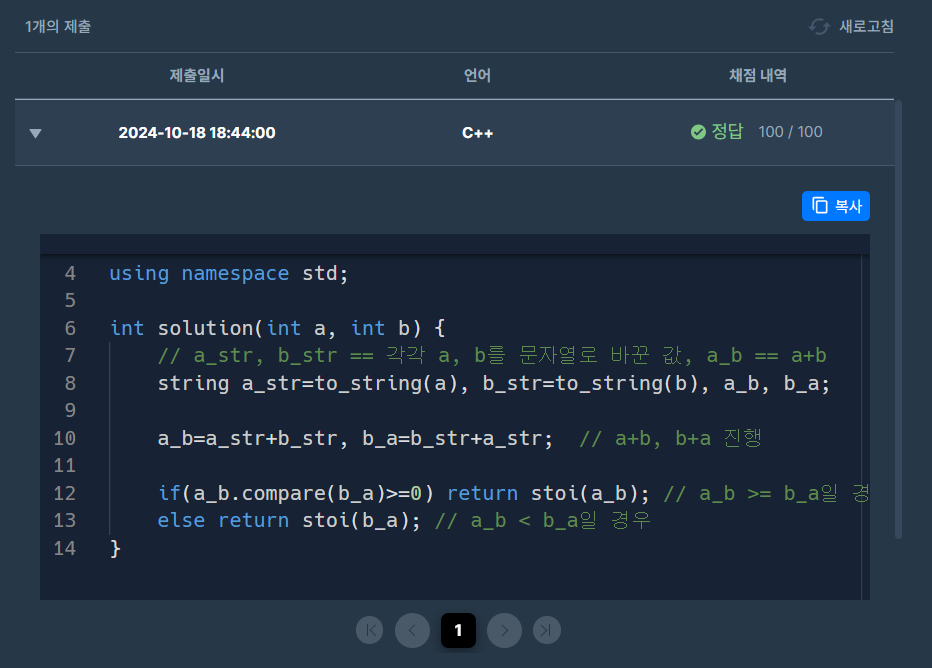 1개의 제출 새로고침
제출일시 언어 채점 내역
2024-10-18 18:44:00 C++ 정답 100 / 100
복사
4 using namespace std;
5
6 int solution(int a, int b) {
7 // a_str, b_str == 각각 a, b를 문자열로 바꾼 값, a_b == a+b
8 string a_str=to_string(a), b_str=to_string(b), a_b, b_a;
9
10 a_b=a_str+b_str, b_a=b_str+a_str; // a+b, b+a 진행
11
12 if(a_b.compare(b_a)>=0) return stoi(a_b); // a_b >= b_a일 경
13 else return stoi(b_a); // a_b < b_a일 경우
14 }
1